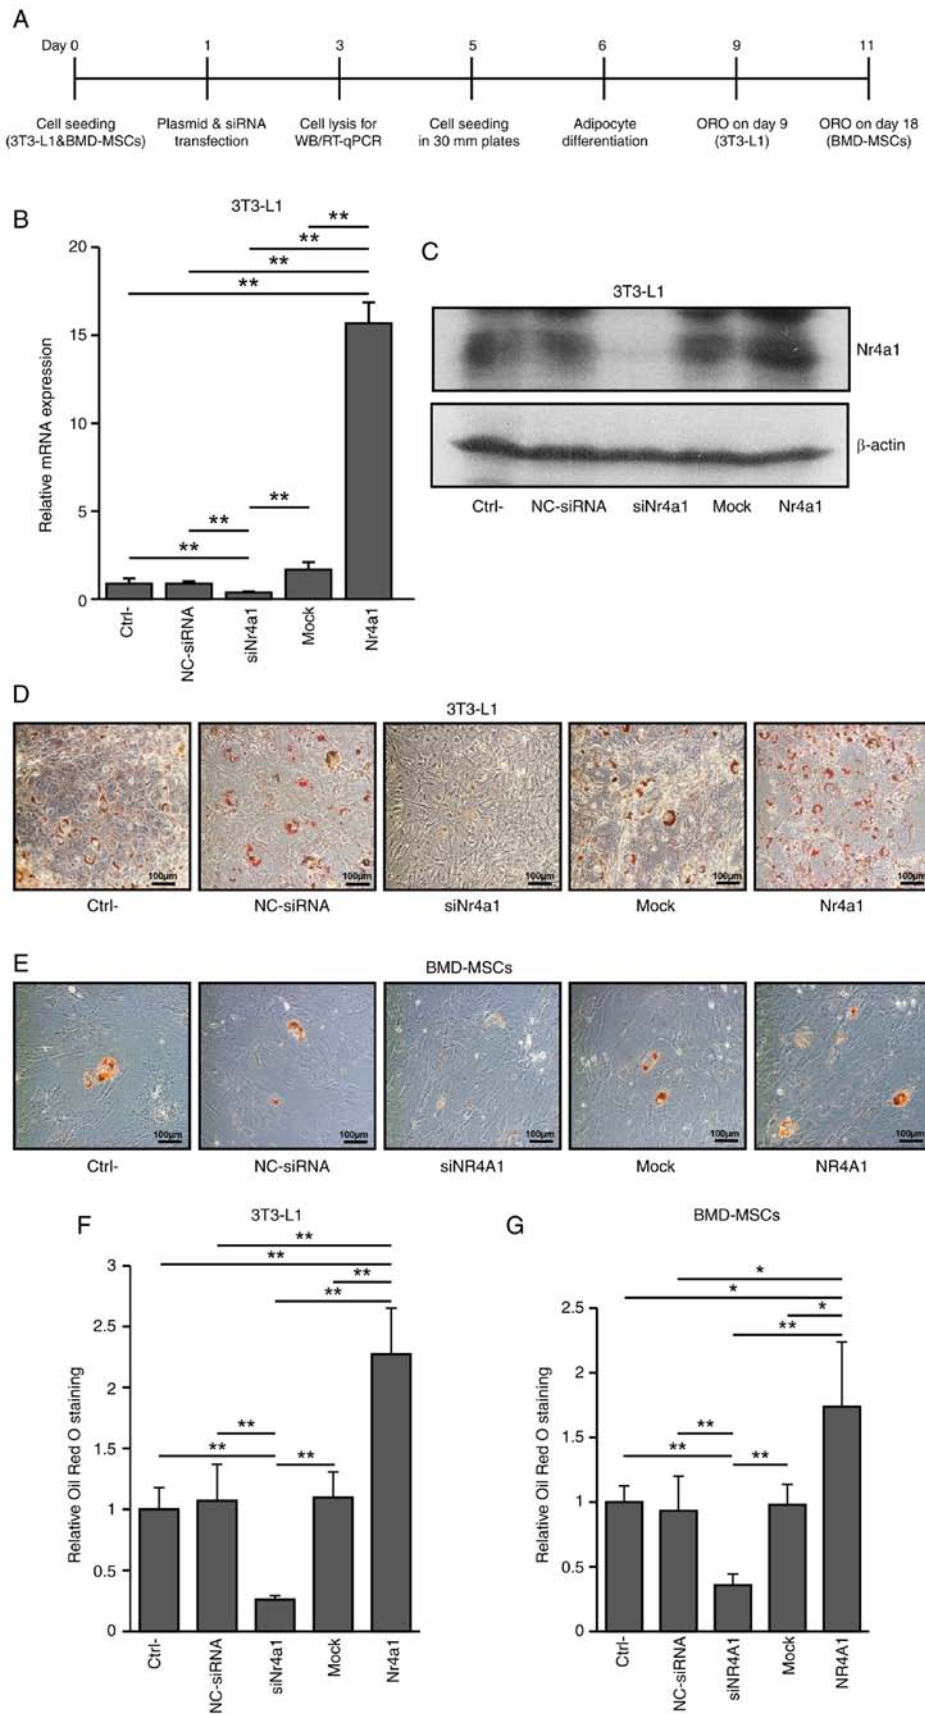 A
Day 0 1 3 5 6 9 11
Cell seeding Plasmid & siRNA Cell lysis for Cell seeding Adipocyte ORO on day 9 ORO on day 18
(3T3-L1&BMD-MSCs) transfection WB/RT-qPCR in 30 mm plates differentiation (3T3-L1) (BMD-MSCs)
B
3T3-L1
**
**
**
**
20
15
10
5
0
**
**
**
Relative mRNA expression
Ctrl-
NC-siRNA
siNr4a1
Mock
Nr4a1
C
3T3-L1
Nr4a1
β-actin
Ctrl- NC-siRNA siNr4a1 Mock Nr4a1
D
3T3-L1
100μm 100μm 100μm 100μm 100μm
Ctrl- NC-siRNA siNr4a1 Mock Nr4a1
E
BMD-MSCs
100μm 100μm 100μm 100μm 100μm
Ctrl- NC-siRNA siNR4A1 Mock NR4A1
F
3T3-L1
**
**
**
**
3
2.5
2
1.5
1
0.5
0
**
**
**
Relative Oil Red O staining
Ctrl-
NC-siRNA
siNr4a1
Mock
Nr4a1
G
BMD-MSCs
*
*
*
**
2.5
2
1.5
1
0.5
0
**
**
**
Relative Oil Red O staining
Ctrl-
NC-siRNA
siNR4A1
Mock
NR4A1